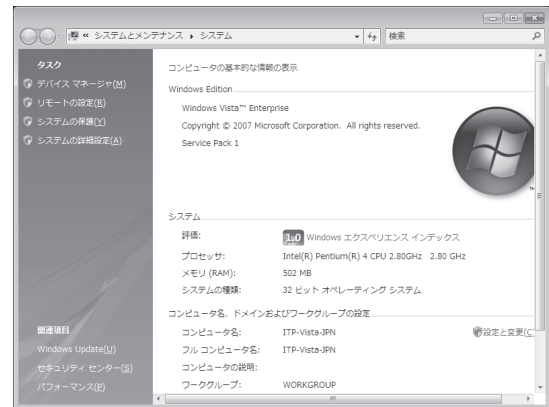 « システムとメンテナンス ▸ システム
検索
タスク
デバイス マネージャ(M)
リモートの設定(R)
システムの保護(Y)
システムの詳細設定(A)
関連項目
Windows Update(U)
セキュリティ センター(S)
パフォーマンス(P)
コンピュータの基本的な情報の表示
Windows Edition
Windows Vista™ Enterprise
Copyright © 2007 Microsoft Corporation. All rights reserved.
Service Pack 1
システム
評価: 1.0 Windows エクスペリエンス インデックス
プロセッサ: Intel(R) Pentium(R) 4 CPU 2.80GHz 2.80 GHz
メモリ (RAM): 502 MB
システムの種類: 32 ビット オペレーティング システム
コンピュータ名、ドメインおよびワークグループの設定
コンピュータ名: ITP-Vista-JPN 設定と変更(C
フル コンピュータ名: ITP-Vista-JPN
コンピュータの説明:
ワークグループ: WORKGROUP